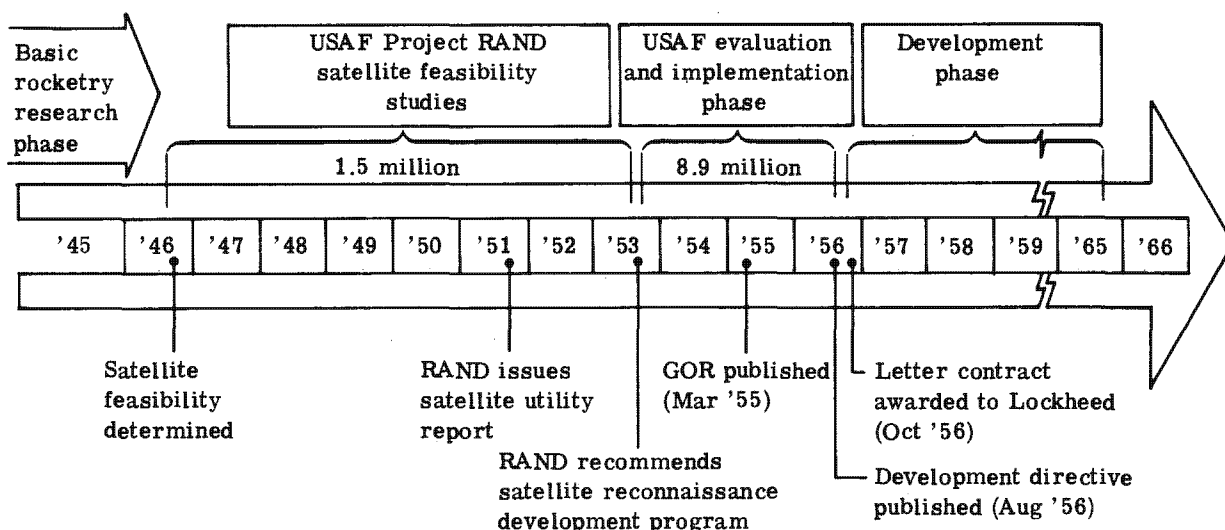 Basic
rocketry
research
phase
USAF Project RAND
satellite feasibility
studies
USAF evaluation
and implementation
phase
Development
phase
1.5 million
8.9 million
'45 '46 '47 '48 '49 '50 '51 '52 '53 '54 '55 '56 '57 '58 '59 '65 '66
Satellite
feasibility
determined
RAND issues
satellite utility
report
RAND recommends
satellite reconnaissance
development program
GOR published
(Mar '55)
Letter contract
awarded to Lockheed
(Oct '56)
Development directive
published (Aug '56)